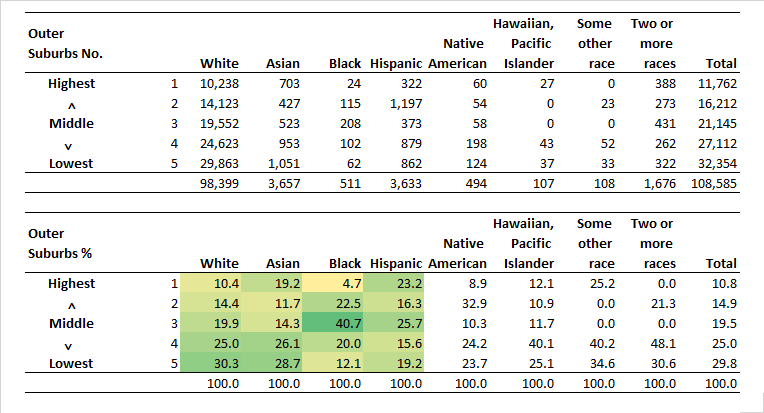 Hawaiian, Some Two or
Outer Native Pacific other more
Suburbs No. White Asian Black Hispanic American Islander race races Total
Highest 1 10,238 703 24 322 60 27 0 388 11,762
^ 2 14,123 427 115 1,197 54 0 23 273 16,212
Middle 3 19,552 523 208 373 58 0 0 431 21,145
v 4 24,623 953 102 879 198 43 52 262 27,112
Lowest 5 29,863 1,051 62 862 124 37 33 322 32,354
98,399 3,657 511 3,633 494 107 108 1,676 108,585
Hawaiian, Some Two or
Outer Native Pacific other more
Suburbs % White Asian Black Hispanic American Islander race races Total
Highest 1 10.4 19.2 4.7 23.2 8.9 12.1 25.2 0.0 10.8
^ 2 14.4 11.7 22.5 16.3 32.9 10.9 0.0 21.3 14.9
Middle 3 19.9 14.3 40.7 25.7 10.3 11.7 0.0 0.0 19.5
v 4 25.0 26.1 20.0 15.6 24.2 40.1 40.2 48.1 25.0
Lowest 5 30.3 28.7 12.1 19.2 23.7 25.1 34.6 30.6 29.8
100.0 100.0 100.0 100.0 100.0 100.0 100.0 100.0 100.0